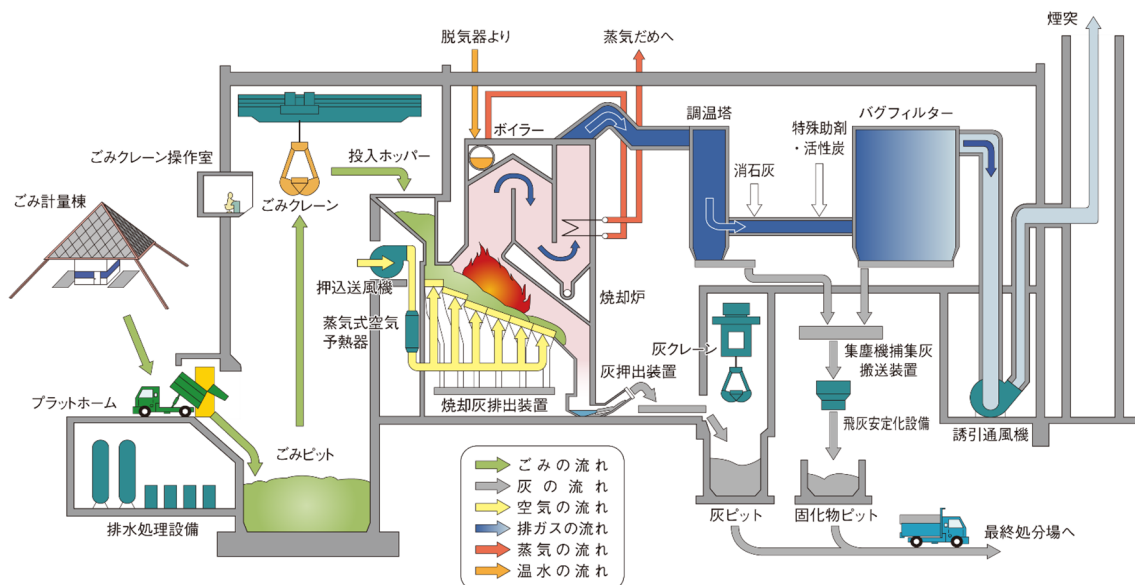 煙突
脱気器より
蒸気だめへ
ボイラー
調温塔
特殊助剤
・活性炭
バグフィルター
消石灰
ごみクレーン操作室
投入ホッパー
ごみクレーン
ごみ計量棟
押込送風機
蒸気式空気
予熱器
焼却炉
灰クレーン
灰押出装置
集塵機捕集灰
搬送装置
焼却灰排出装置
プラットホーム
飛灰安定化設備
誘引通風機
ごみピット
排水処理設備
灰ピット
固化物ピット
最終処分場へ
ごみの流れ
灰の流れ
空気の流れ
排ガスの流れ
蒸気の流れ
温水の流れ